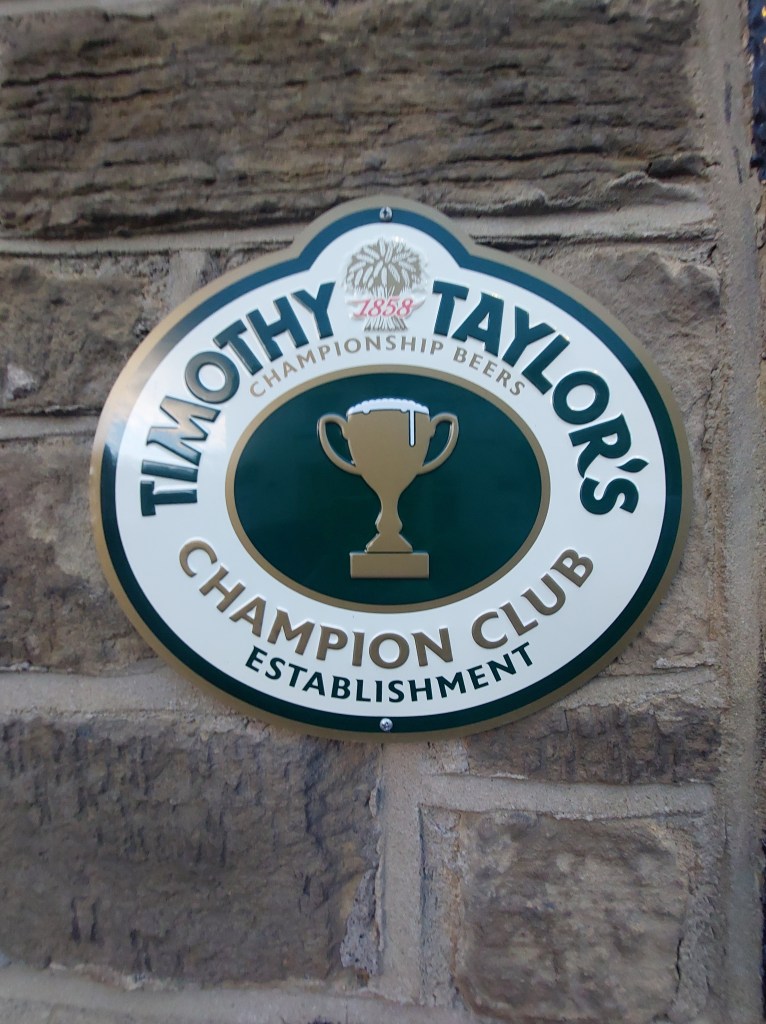 1858
TIMOTHY TAYLOR'S
CHAMPIONSHIP BEERS
CHAMPION CLUB
ESTABLISHMENT